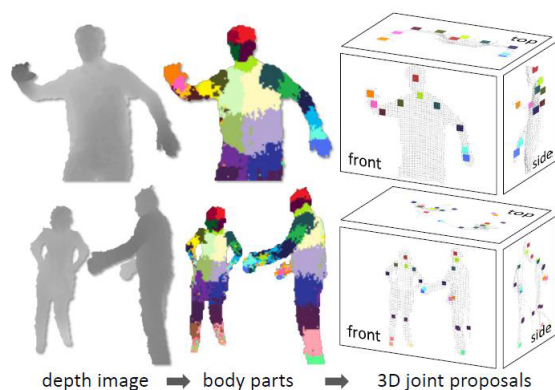 top
front
side
top
front
side
depth image ➡ body parts ➡ 3D joint proposals